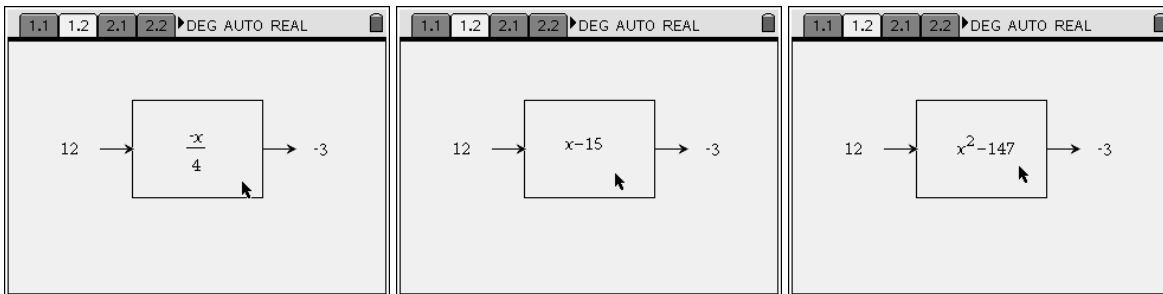 1.1 1.2 2.1 2.2 DEG AUTO REAL
12 → -x/4 → -3
1.1 1.2 2.1 2.2 DEG AUTO REAL
12 → x-15 → -3
1.1 1.2 2.1 2.2 DEG AUTO REAL
12 → x²-147 → -3